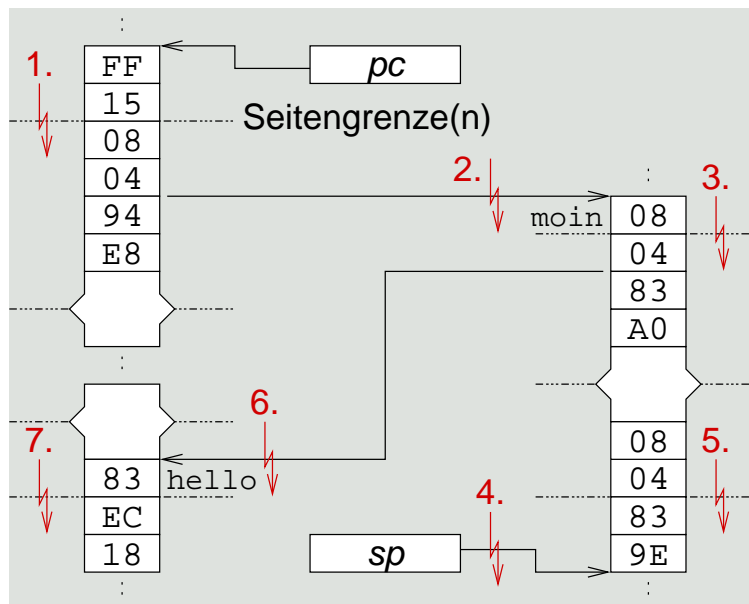 1.
FF
15
08
04
94
E8
pc
Seitengrenze(n)
2.
3.
moin
08
04
83
A0
6.
7.
83
EC
18
hello
4.
sp
5.
08
04
83
9E